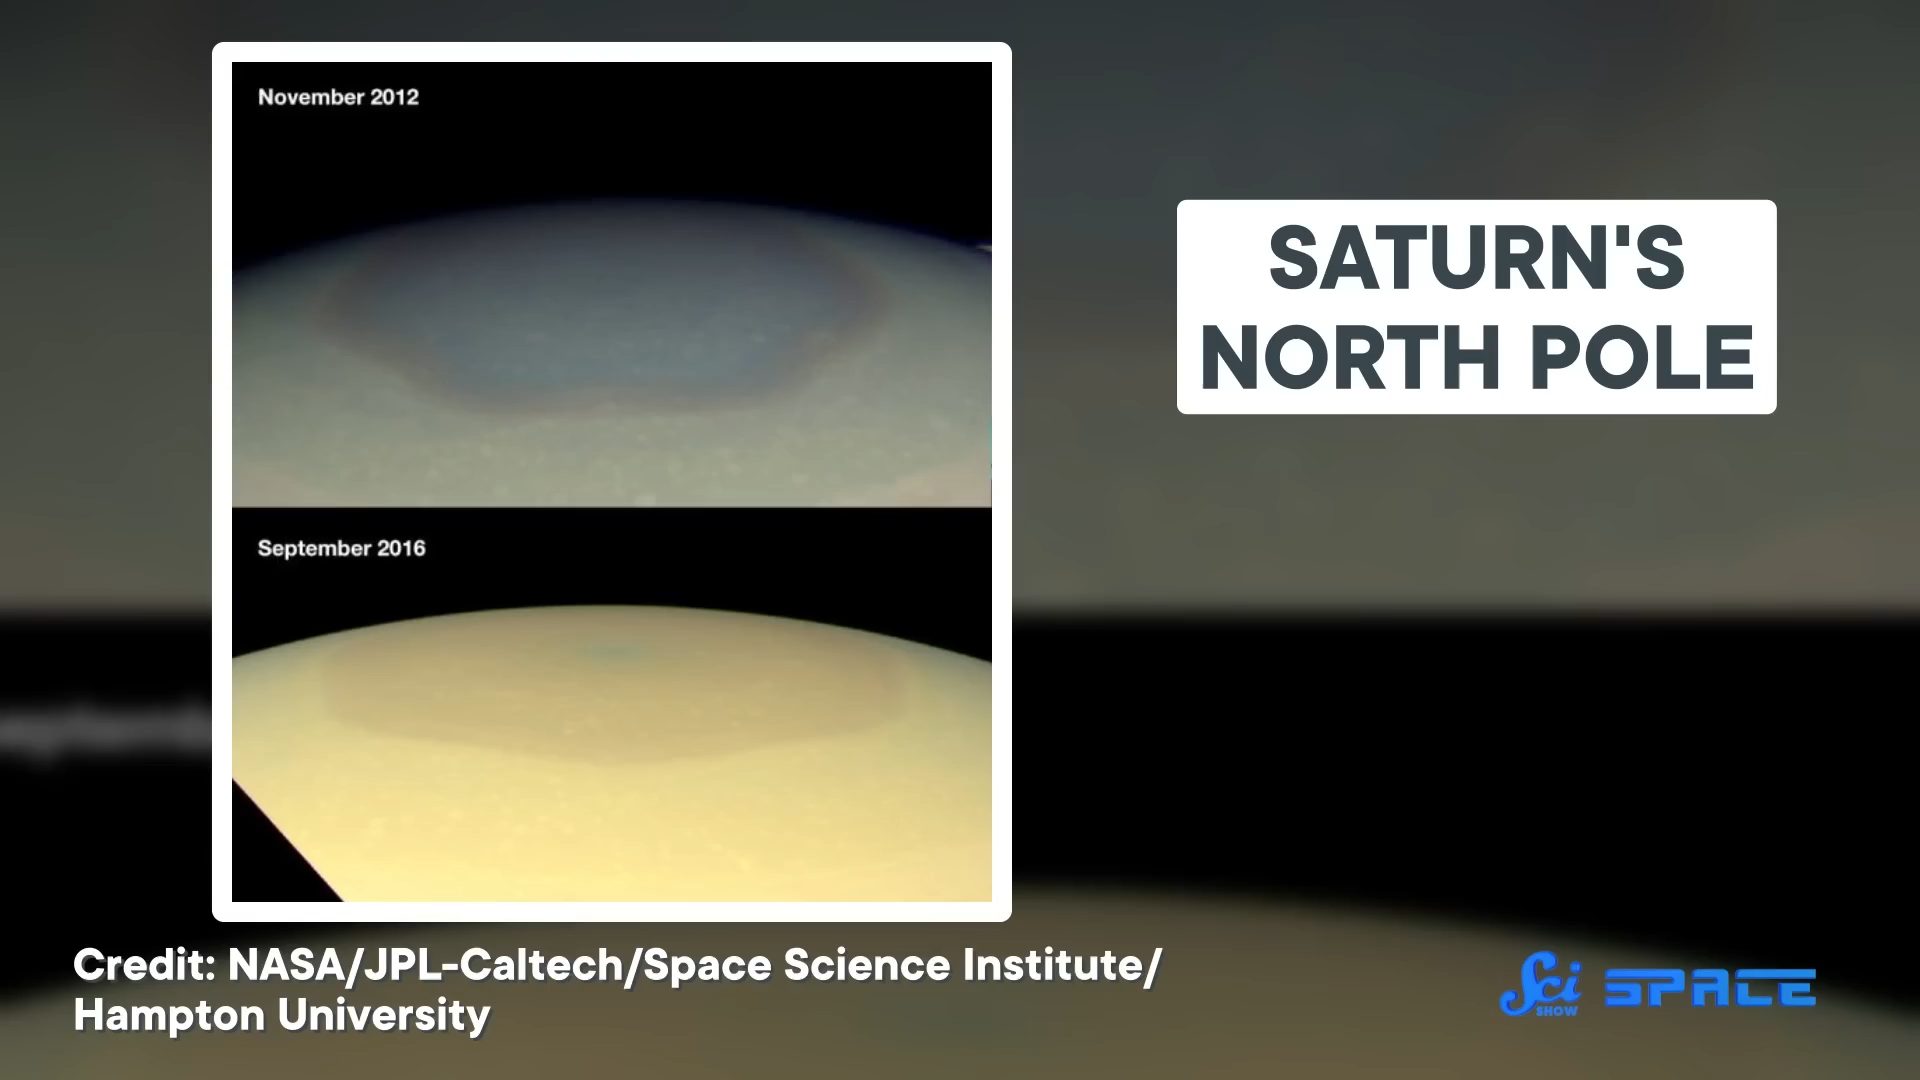 November 2012
SATURN'S
NORTH POLE
September 2016
Credit: NASA/JPL-Caltech/Space Science Institute/
Hampton University
Sci SHOW SPACE